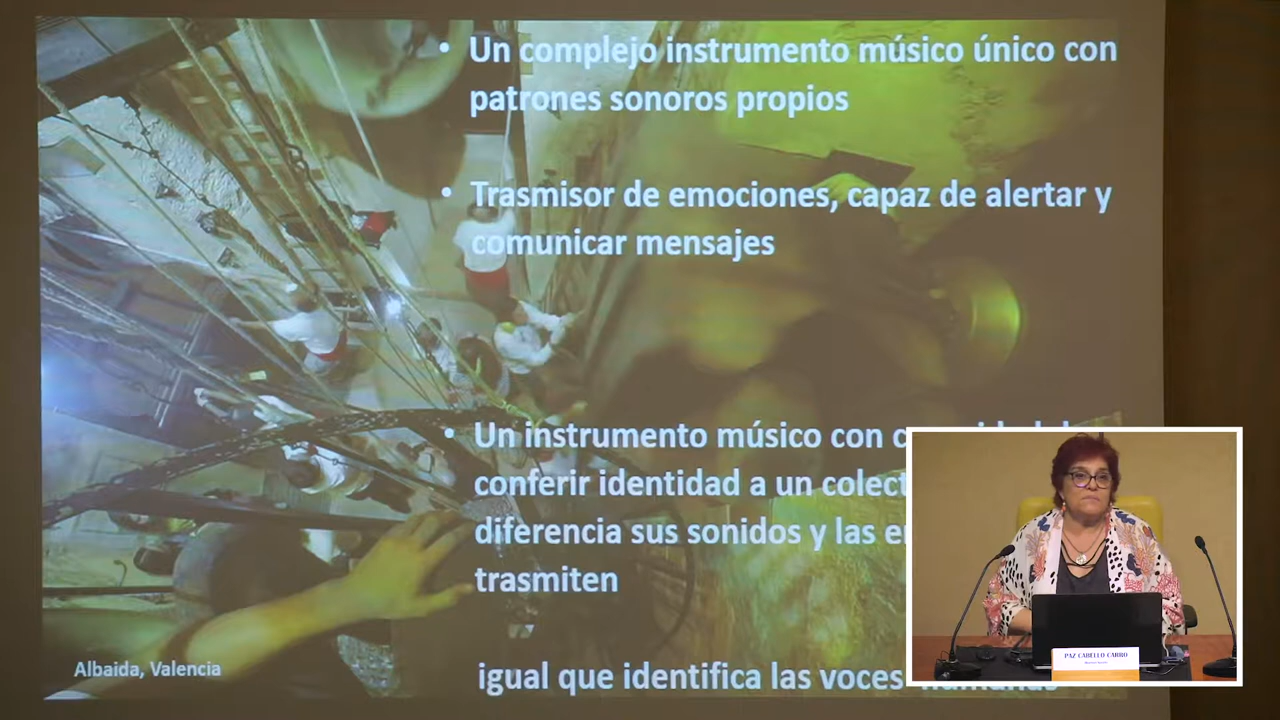 • Un complejo instrumento músico único con
patrones sonoros propios
• Trasmisor de emociones, capaz de alertar y
comunicar mensajes
• Un instrumento músico con
conferir identidad a un
diferencia sus sonidos y las
trasmiten
igual que identifica las voces humanas
Albaida, Valencia
PAZ CABELLO CARRO